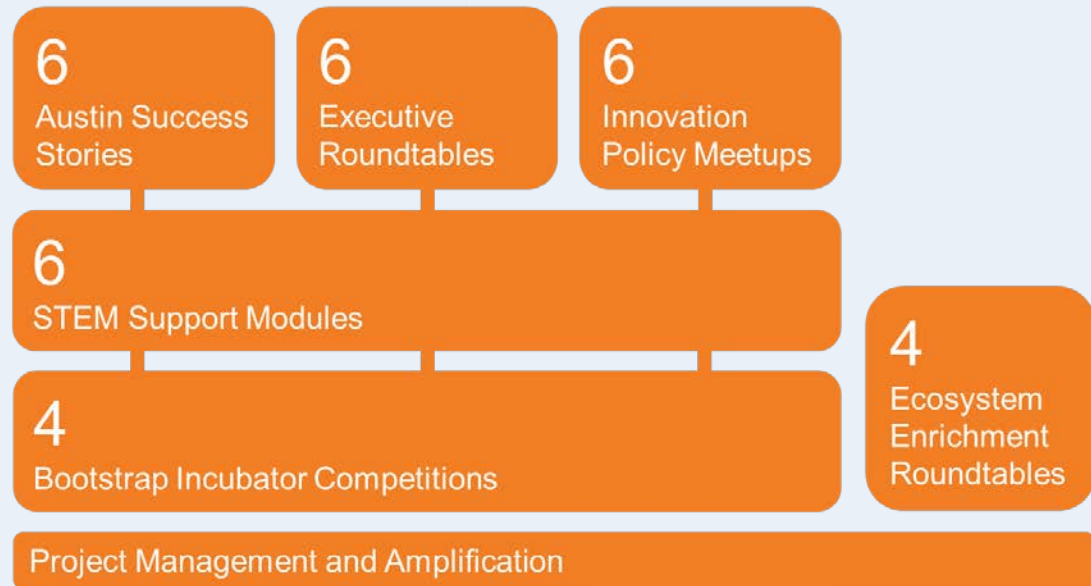 6
Austin Success
Stories
6
Executive
Roundtables
6
Innovation
Policy Meetups
6
STEM Support Modules
4
Bootstrap Incubator Competitions
4
Ecosystem
Enrichment
Roundtables
Project Management and Amplification